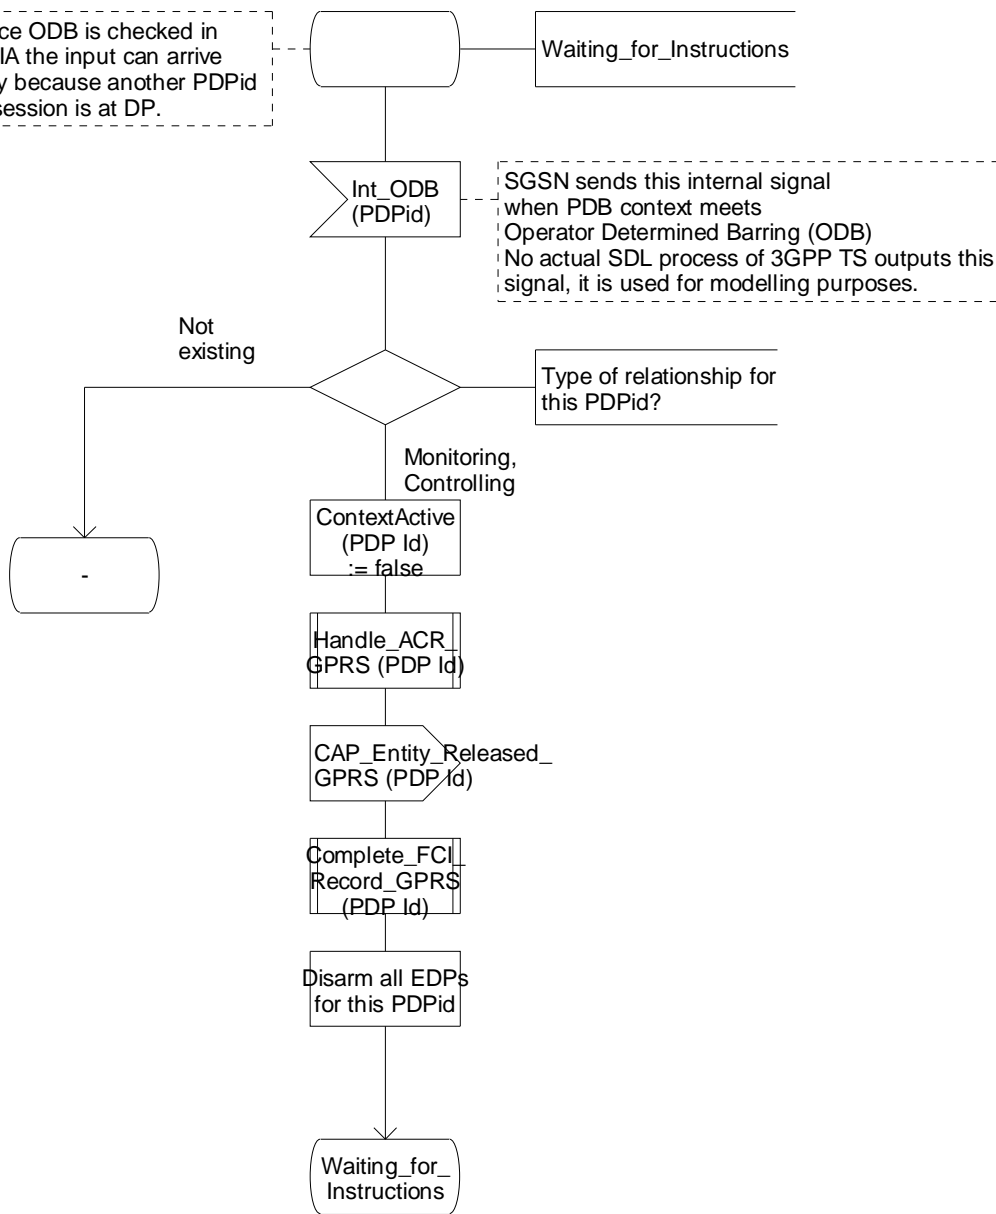 ce ODB is checked in
IA the input can arrive
y because another PDPid
session is at DP.
Waiting_for_Instructions
Int_ODB
(PDPid)
SGSN sends this internal signal
when PDB context meets
Operator Determined Barring (ODB)
No actual SDL process of 3GPP TS outputs this
signal, it is used for modelling purposes.
Not
existing
Type of relationship for
this PDPid?
Monitoring,
Controlling
ContextActive
(PDP Id)
:= false
-
Handle_ACR_
GPRS (PDP Id)
CAP_Entity_Released_
GPRS (PDP Id)
Complete_FCI_
Record_GPRS
(PDP Id)
Disarm all EDPs
for this PDPid
Waiting_for_
Instructions